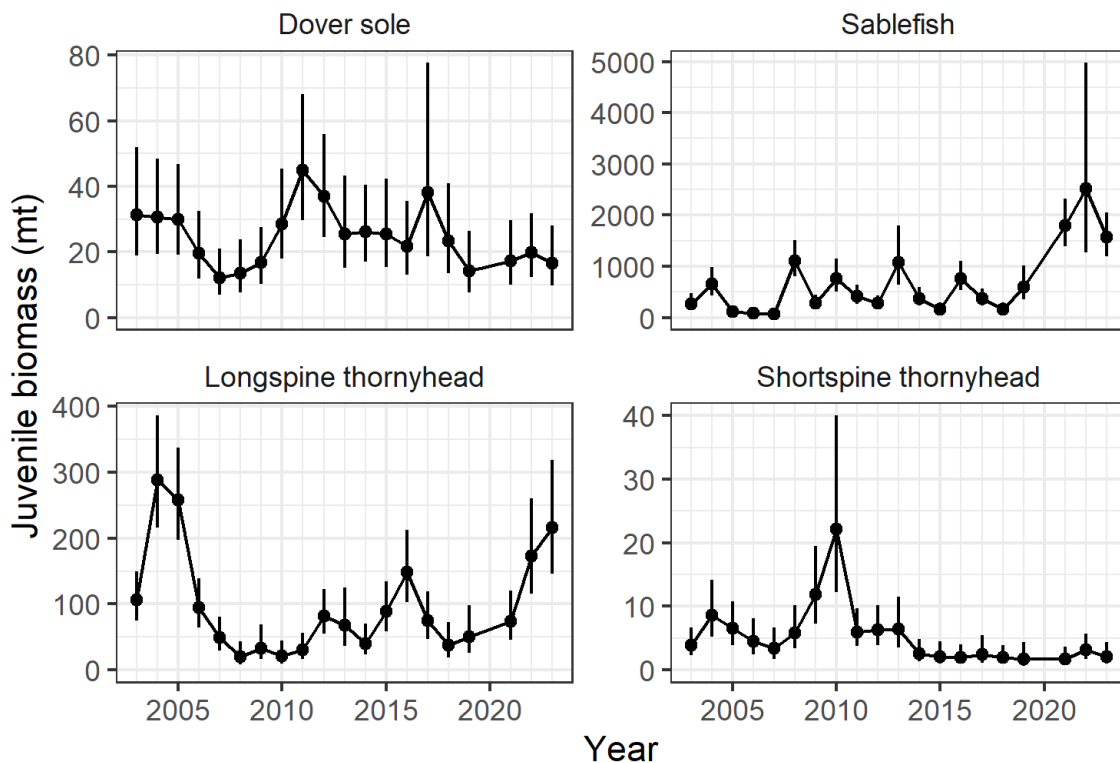 Dover sole
Sablefish
Juvenile biomass (mt)
80
60
40
20
0
5000
4000
3000
2000
1000
0
Longspine thornyhead
Shortspine thornyhead
400
300
200
100
0
40
30
20
10
0
2005 2010 2015 2020
2005 2010 2015 2020
Year